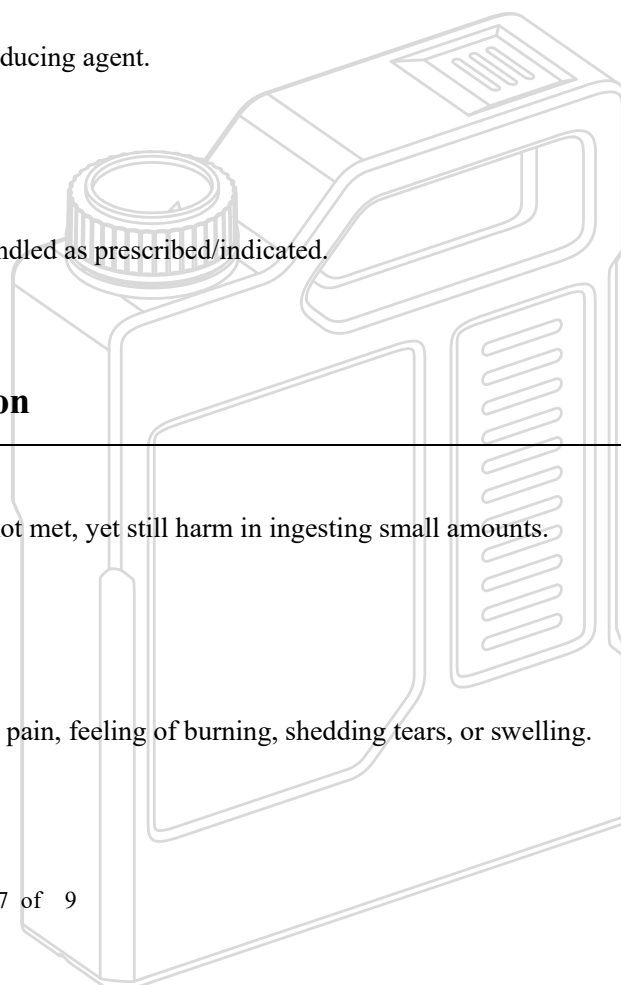 ducing agent.
ndled as prescribed/indicated.
on
ot met, yet still harm in ingesting small amounts.
pain, feeling of burning, shedding tears, or swelling.
7 of 9